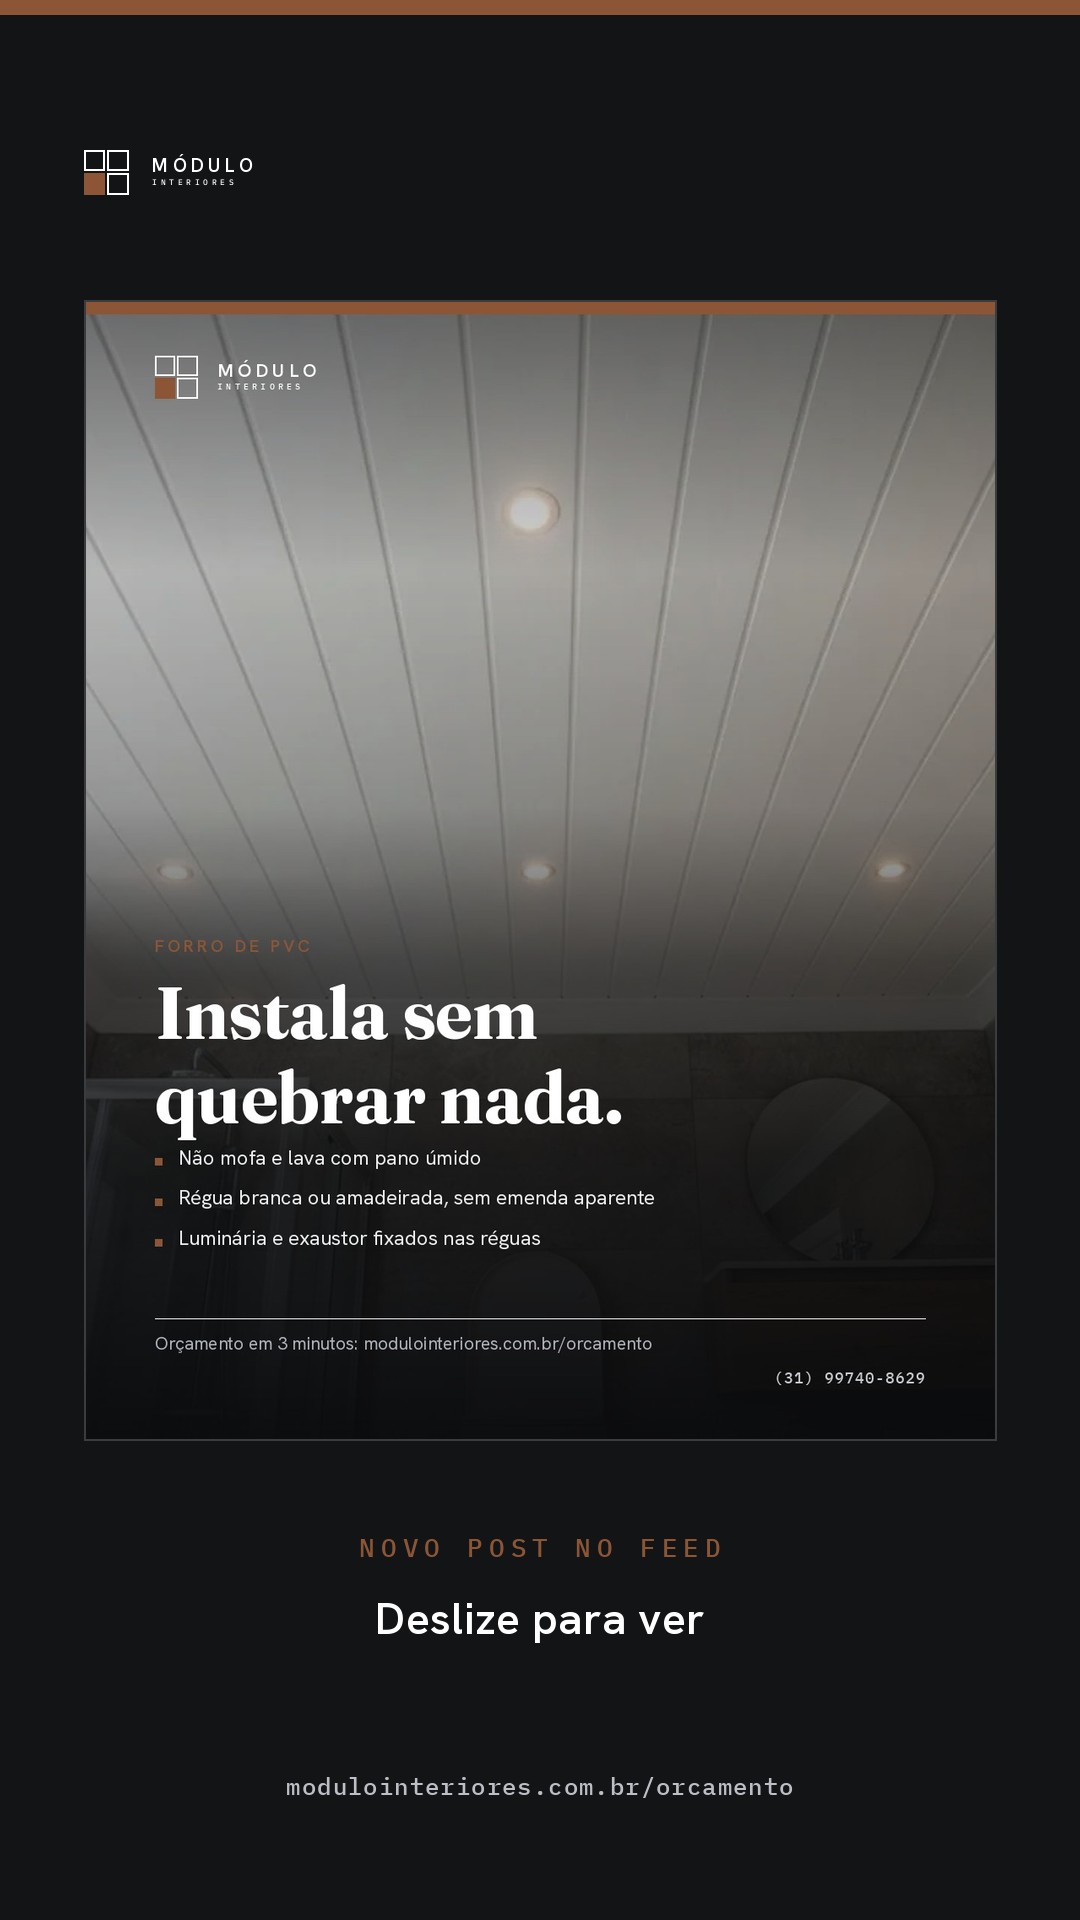 MÓDULO
INTERIORES
MÓDULO
INTERIORES
FORRO DE PVC
Instala sem
quebrar nada.
Não mofa e lava com pano úmido
Régua branca ou amadeirada, sem emenda aparente
Luminária e exaustor fixados nas réguas
Orçamento em 3 minutos: modulointeriores.com.br/orcamento
(31) 99740-8629
NOVO POST NO FEED
Deslize para ver
modulointeriores.com.br/orcamento